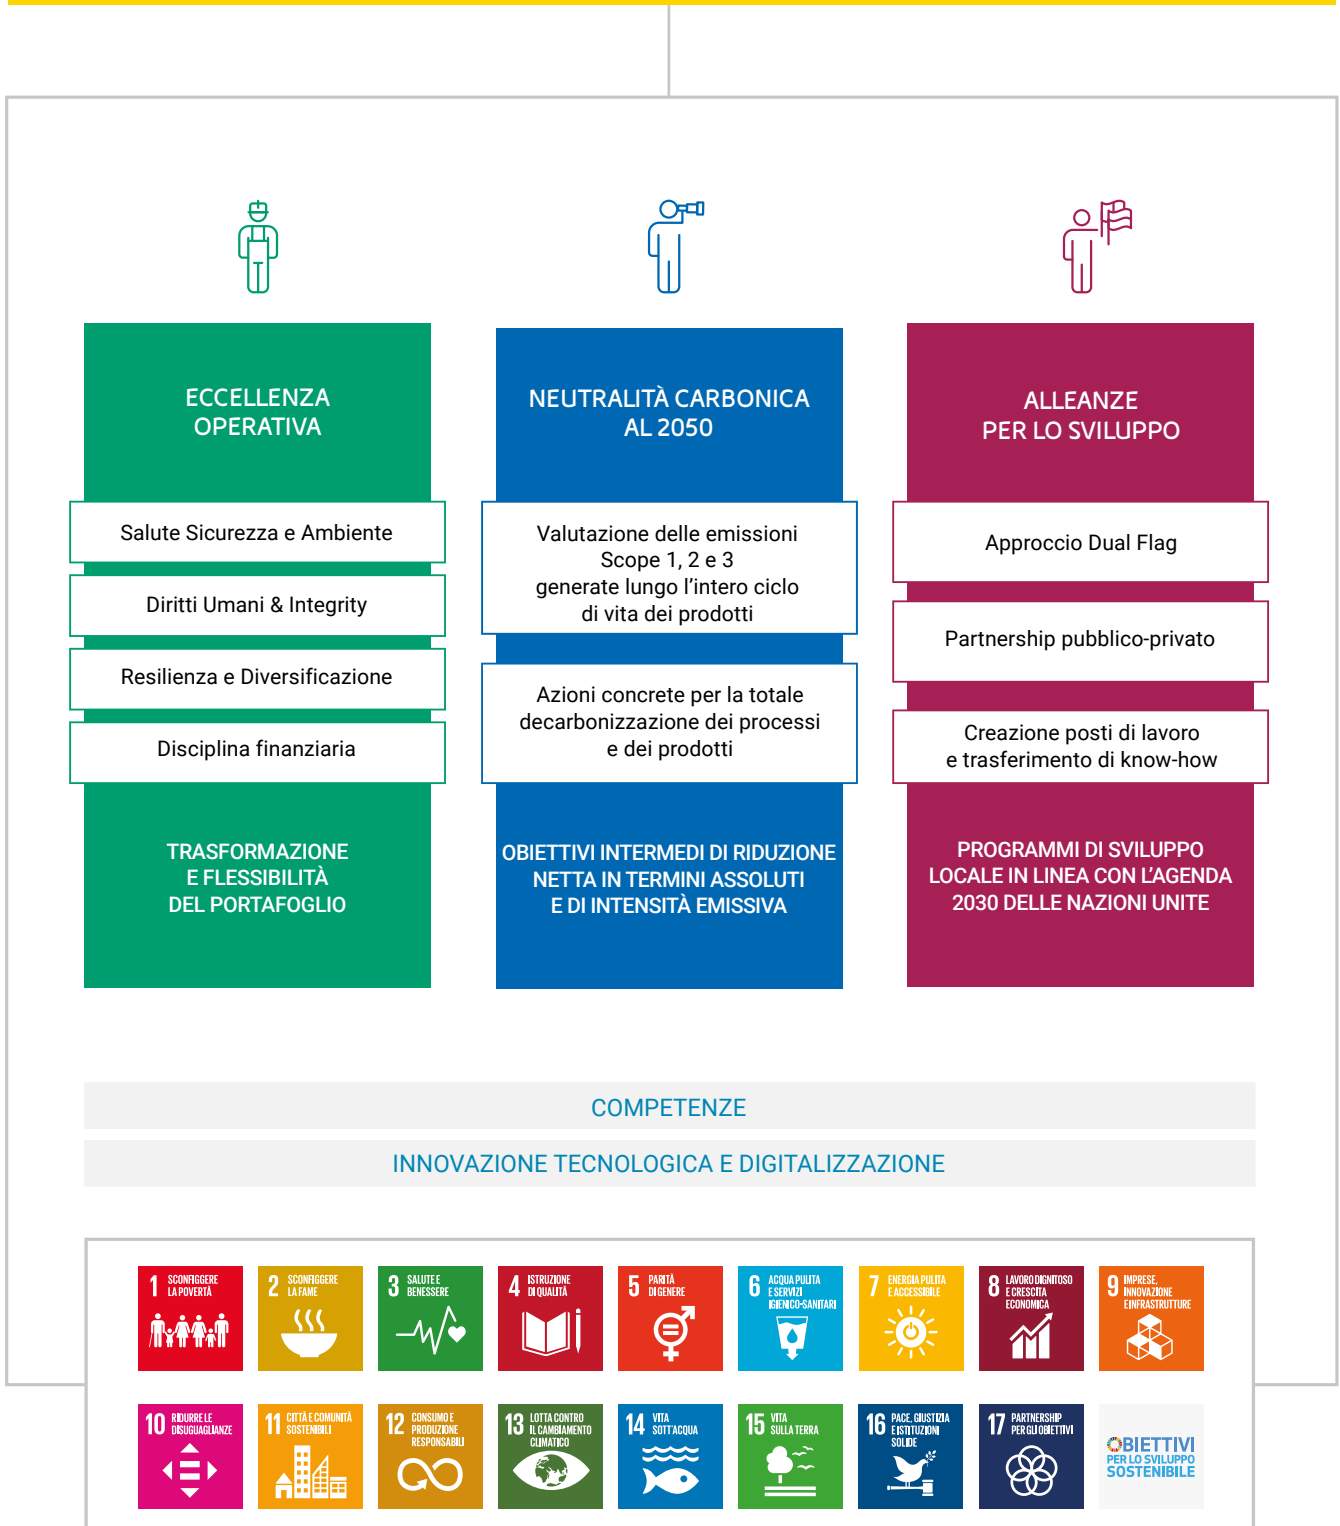 ECCELLENZA
OPERATIVA
Salute Sicurezza e Ambiente
Diritti Umani & Integrity
Resilienza e Diversificazione
Disciplina finanziaria
TRASFORMAZIONE
E FLESSIBILITÀ
DEL PORTAFOGLIO
NEUTRALITÀ CARBONICA
AL 2050
Valutazione delle emissioni
Scope 1, 2 e 3
generate lungo l’intero ciclo
di vita dei prodotti
Azioni concrete per la totale
decarbonizzazione dei processi
e dei prodotti
OBIETTIVI INTERMEDI DI RIDUZIONE
NETTA IN TERMINI ASSOLUTI
E DI INTENSITÀ EMISSIVA
ALLEANZE
PER LO SVILUPPO
Approccio Dual Flag
Partnership pubblico-privato
Creazione posti di lavoro
e trasferimento di know-how
PROGRAMMI DI SVILUPPO
LOCALE IN LINEA CON L’AGENDA
2030 DELLE NAZIONI UNITE
COMPETENZE
INNOVAZIONE TECNOLOGICA E DIGITALIZZAZIONE
1 SCONFIGGERE
LA POVERTÀ
2 SCONFIGGERE
LA FAME
3 SALUTE E
BENESSERE
4 ISTRUZIONE
DI QUALITÀ
5 PARITÀ
DI GENERE
6 ACQUA PULITA
E SERVIZI
IGIENICO-SANITARI
7 ENERGIA PULITA
E ACCESSIBILE
8 LAVORO DIGNITOSO
E CRESCITA
ECONOMICA
9 IMPRESE,
INNOVAZIONE
E INFRASTRUTTURE
10 RIDURRE LE
DISUGUAGLIANZE
11 CITTÀ E COMUNITÀ
SOSTENIBILI
12 CONSUMO E
PRODUZIONE
RESPONSABILI
13 LOTTA CONTRO
IL CAMBIAMENTO
CLIMATICO
14 VITA
SOTT'ACQUA
15 VITA
SULLA TERRA
16 PACE, GIUSTIZIA
E ISTITUZIONI
SOLIDE
17 PARTNERSHIP
PER GLI OBIETTIVI
OBIETTIVI
PER LO SVILUPPO
SOSTENIBILE